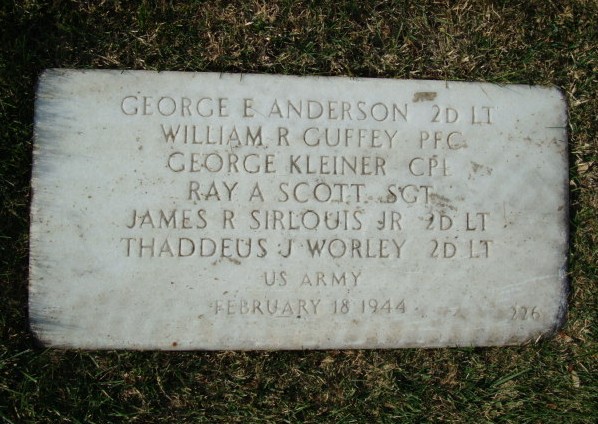 GEORGE E ANDERSON 2D LT
WILLIAM R GUFFEY PFC
GEORGE KLEINER CPL
RAY A SCOTT SGT
JAMES R SIRLOUIS JR 2D LT
THADDEUS J WORLEY 2D LT
US ARMY
FEBRUARY 18 1944
226